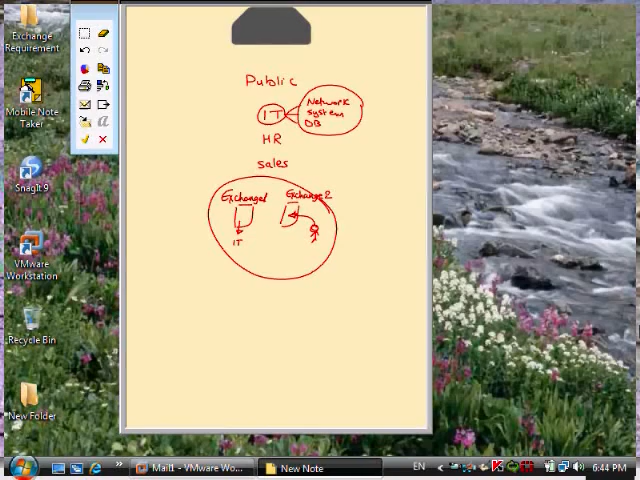 Exchange
Requirement
Mobile Note
Taker
SnagIt 9
VMware
Workstation
Recycle Bin
New Folder
Public
IT
Network
system
DB
HR
sales
Exchange1
Exchange2
IT
Mail1 - VMware Wo...
New Note
EN
6:44 PM